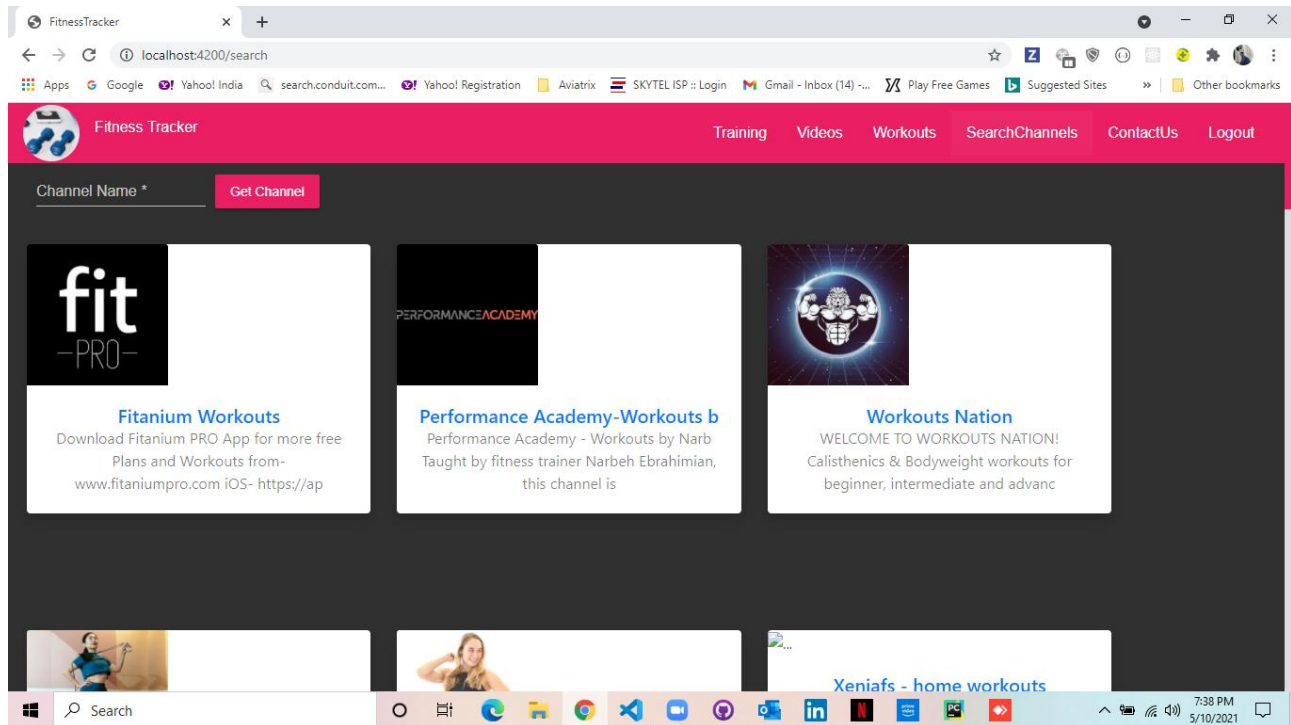 FitnessTracker
localhost:4200/search
Apps Google Yahoo! India search.conduit.com... Yahoo! Registration Aviatrix SKYTEL ISP :: Login Gmail - Inbox (14) -... Play Free Games Suggested Sites » Other bookmarks
Fitness Tracker Training Videos Workouts SearchChannels ContactUs Logout
Channel Name * Get Channel
fit
-PRO-
PERFORMANCEACADEMY
Fitanium Workouts
Download Fitanium PRO App for more free
Plans and Workouts from-
www.fitaniumpro.com iOS- https://ap
Performance Academy-Workouts b
Performance Academy - Workouts by Narb
Taught by fitness trainer Narbeh Ebrahimian,
this channel is
Workouts Nation
WELCOME TO WORKOUTS NATION!
Calisthenics & Bodyweight workouts for
beginner, intermediate and advanc
...
Xeniafs - home workouts
Search
7:38 PM
5/10/2021